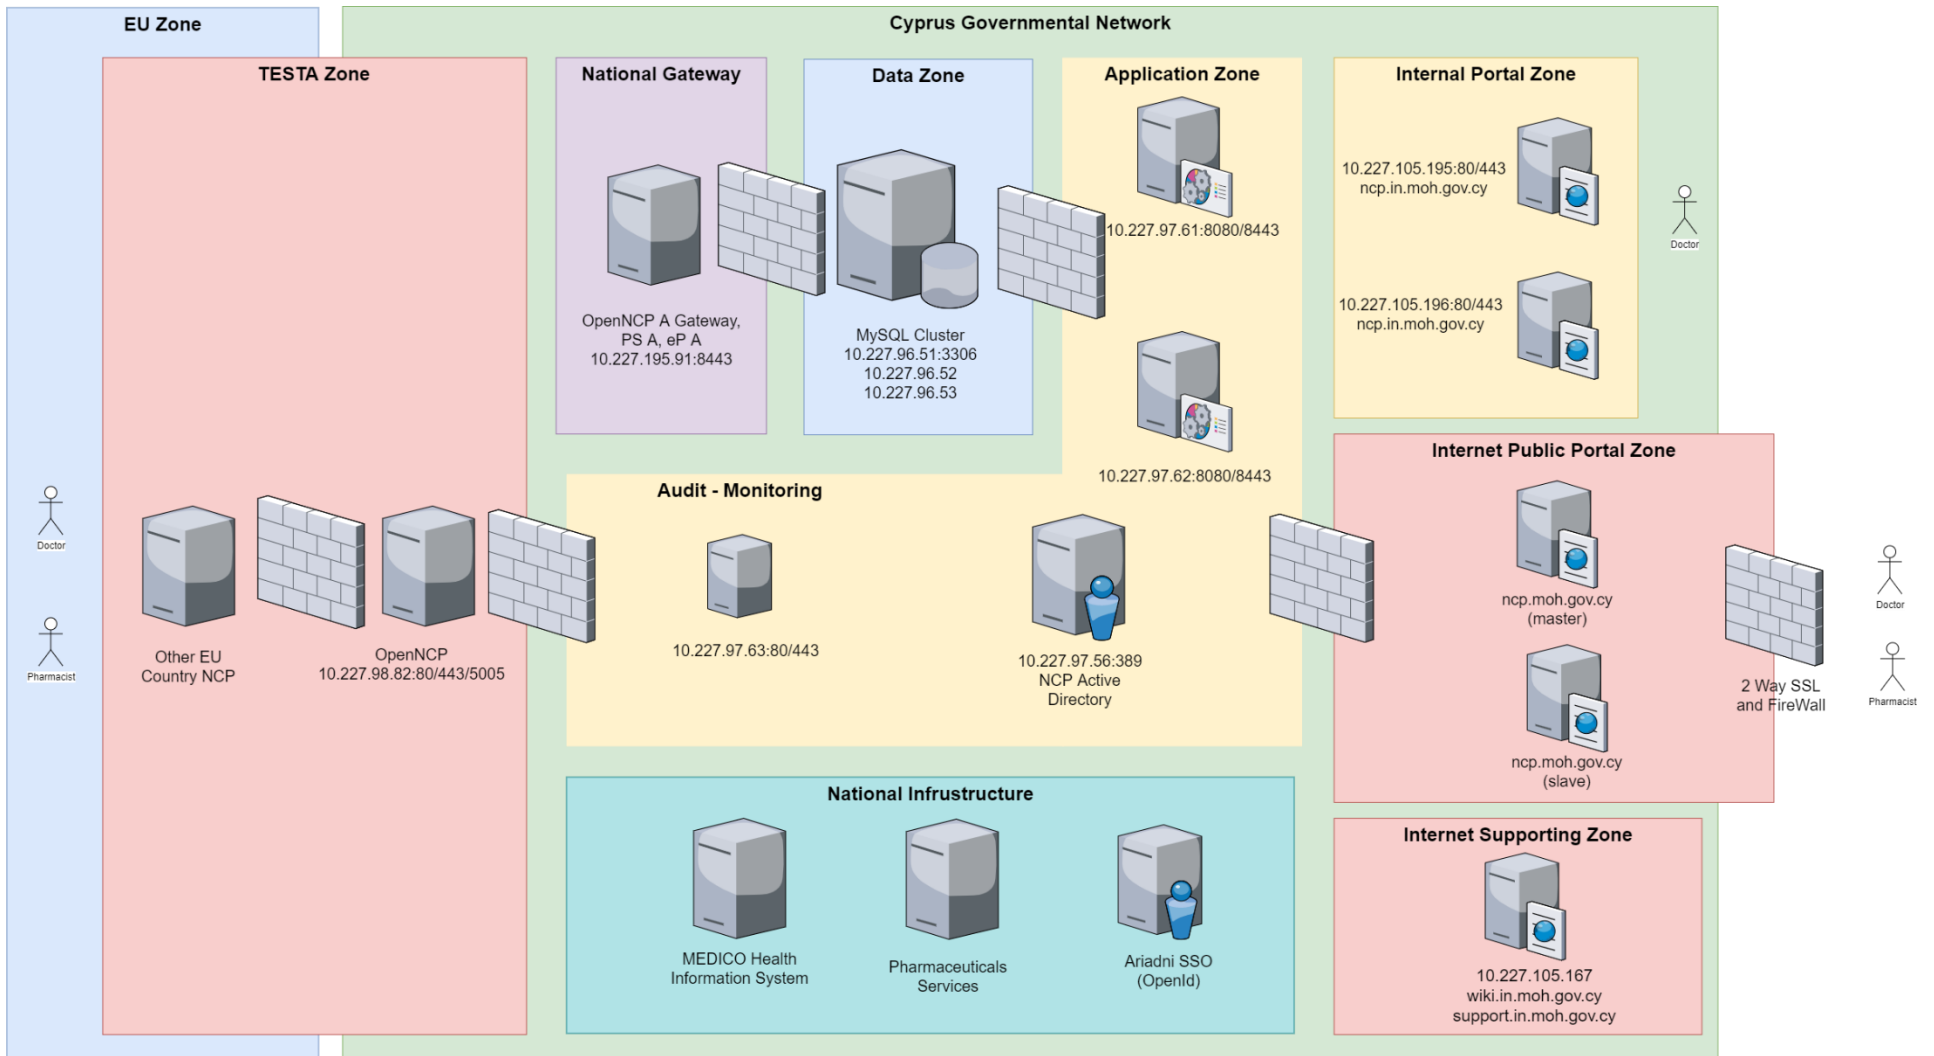 EU Zone
Cyprus Governmental Network
TESTA Zone
National Gateway
Data Zone
Application Zone
Internal Portal Zone
10.227.105.195:80/443
ncp.in.moh.gov.cy
10.227.97.61:8080/8443
Doctor
10.227.105.196:80/443
ncp.in.moh.gov.cy
OpenNCP A Gateway,
PS A, eP A
10.227.195.91:8443
MySQL Cluster
10.227.96.51:3306
10.227.96.52
10.227.96.53
10.227.97.62:8080/8443
Internet Public Portal Zone
Audit - Monitoring
Doctor
Pharmacist
Other EU
Country NCP
OpenNCP
10.227.98.82:80/443/5005
10.227.97.63:80/443
10.227.97.56:389
NCP Active
Directory
ncp.moh.gov.cy
(master)
ncp.moh.gov.cy
(slave)
2 Way SSL
and FireWall
Doctor
Pharmacist
National Infrustructure
MEDICO Health
Information System
Pharmaceuticals
Services
Ariadni SSO
(OpenId)
Internet Supporting Zone
10.227.105.167
wiki.in.moh.gov.cy
support.in.moh.gov.cy